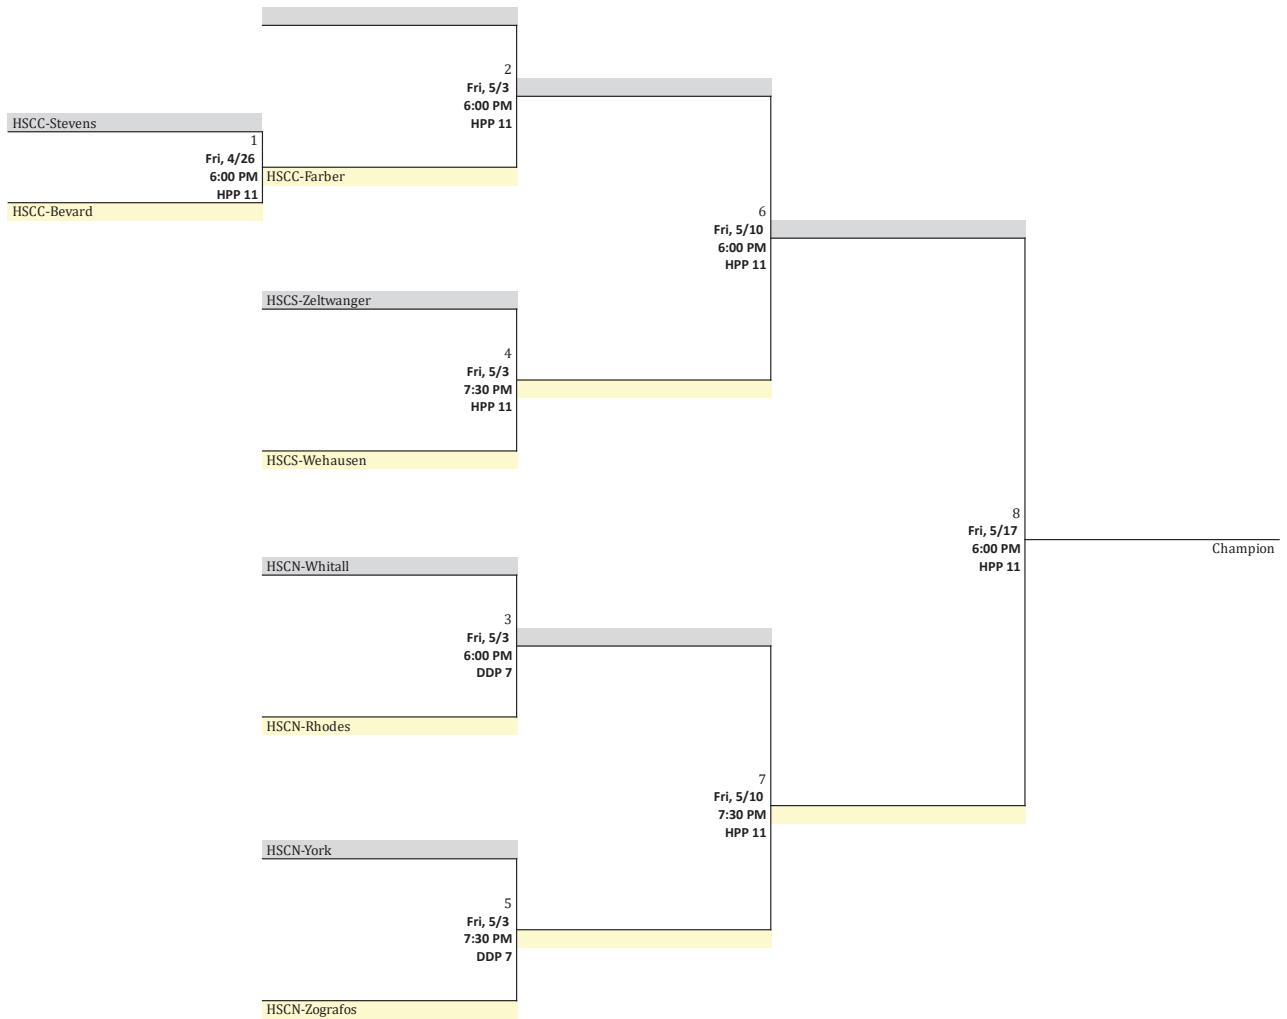 2
Fri, 5/3
6:00 PM
HPP 11
HSCC-Stevens
1
Fri, 4/26
6:00 PM
HPP 11
HSCC-Farber
HSCC-Bevard
6
Fri, 5/10
6:00 PM
HPP 11
HSCS-Zeltwanger
4
Fri, 5/3
7:30 PM
HPP 11
HSCS-Wehausen
8
Fri, 5/17
6:00 PM
HPP 11
Champion
HSCN-Whitall
3
Fri, 5/3
6:00 PM
DDP 7
HSCN-Rhodes
7
Fri, 5/10
7:30 PM
HPP 11
HSCN-York
5
Fri, 5/3
7:30 PM
DDP 7
HSCN-Zografos